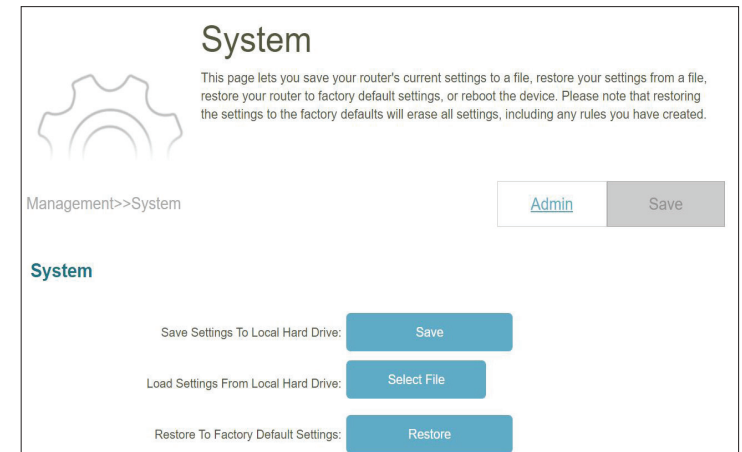 System
This page lets you save your router's current settings to a file, restore your settings from a file,
restore your router to factory default settings, or reboot the device. Please note that restoring
the settings to the factory defaults will erase all settings, including any rules you have created.
Management>>System
Admin
Save
System
Save Settings To Local Hard Drive:
Save
Load Settings From Local Hard Drive:
Select File
Restore To Factory Default Settings:
Restore